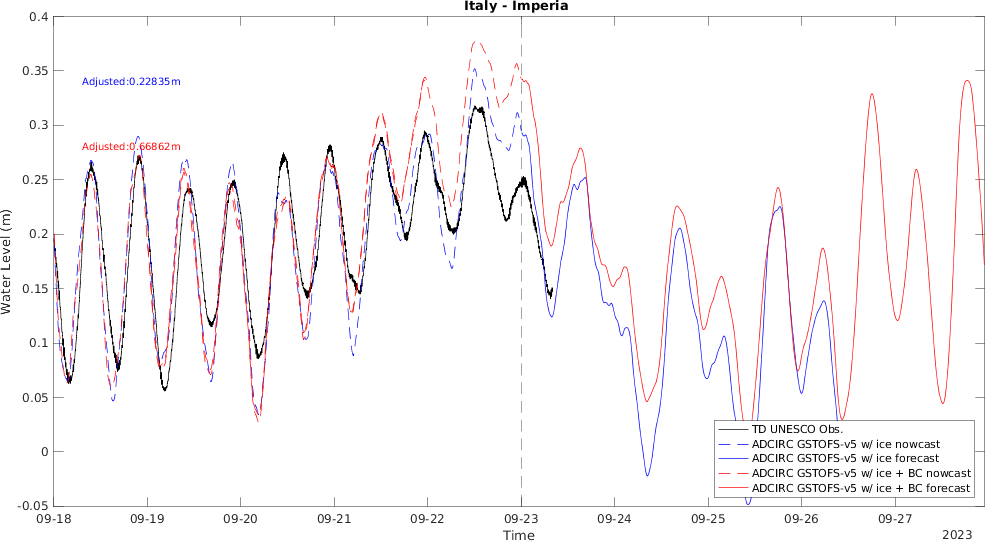 Italy - Imperia
0.4
0.35
0.3
0.25
0.2
0.15
0.1
0.05
0
-0.05
Water Level (m)
Adjusted:0.22835m
Adjusted:0.66862m
TD UNESCO Obs.
ADCIRC GSTOFS-v5 w/ ice nowcast
ADCIRC GSTOFS-v5 w/ ice forecast
ADCIRC GSTOFS-v5 w/ ice + BC nowcast
ADCIRC GSTOFS-v5 w/ ice + BC forecast
09-18 09-19 09-20 09-21 09-22 09-23 09-24 09-25 09-26 09-27
Time
2023